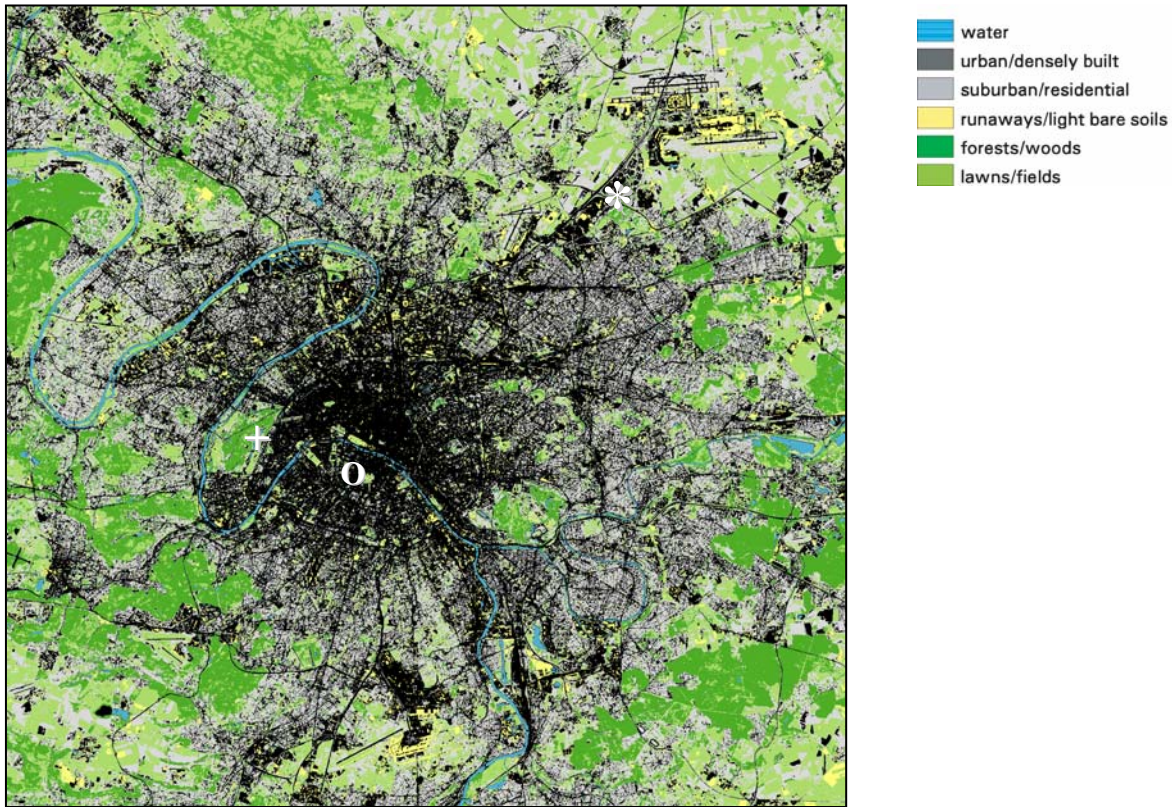 water
urban/densely built
suburban/residential
runaways/light bare soils
forests/woods
lawns/fields
+
o
*